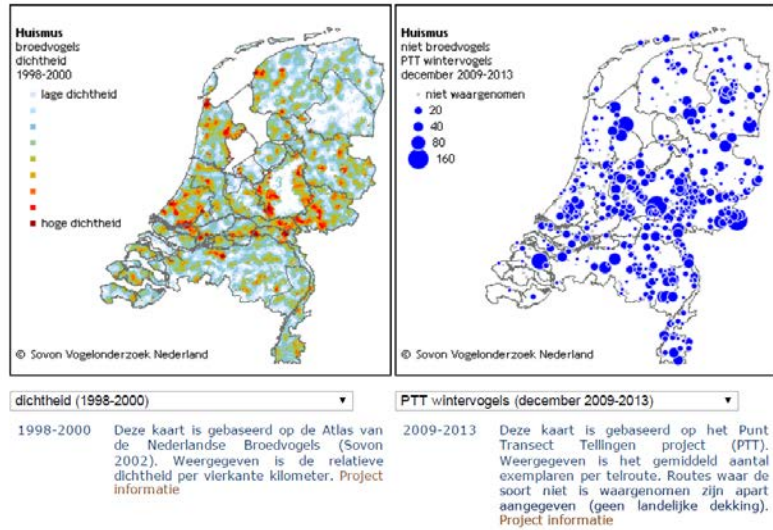 Huismus
broedvogels
dichtheid
1998-2000
lage dichtheid
hoge dichtheid
© Sovon Vogelonderzoek Nederland
Huismus
niet broedvogels
PTT wintervogels
december 2009-2013
niet waargenomen
20
40
80
160
© Sovon Vogelonderzoek Nederland
dichtheid (1998-2000)
1998-2000 Deze kaart is gebaseerd op de Atlas van
de Nederlandse Broedvogels (Sovon
2002). Weergegeven is de relatieve
dichtheid per vierkante kilometer. Project
informatie
PTT wintervogels (december 2009-2013)
2009-2013 Deze kaart is gebaseerd op het Punt
Transect Tellingen project (PTT).
Weergegeven is het gemiddeld aantal
exemplaren per telroute. Routes waar de
soort niet is waargenomen zijn apart
aangegeven (geen landelijke dekking).
Project informatie